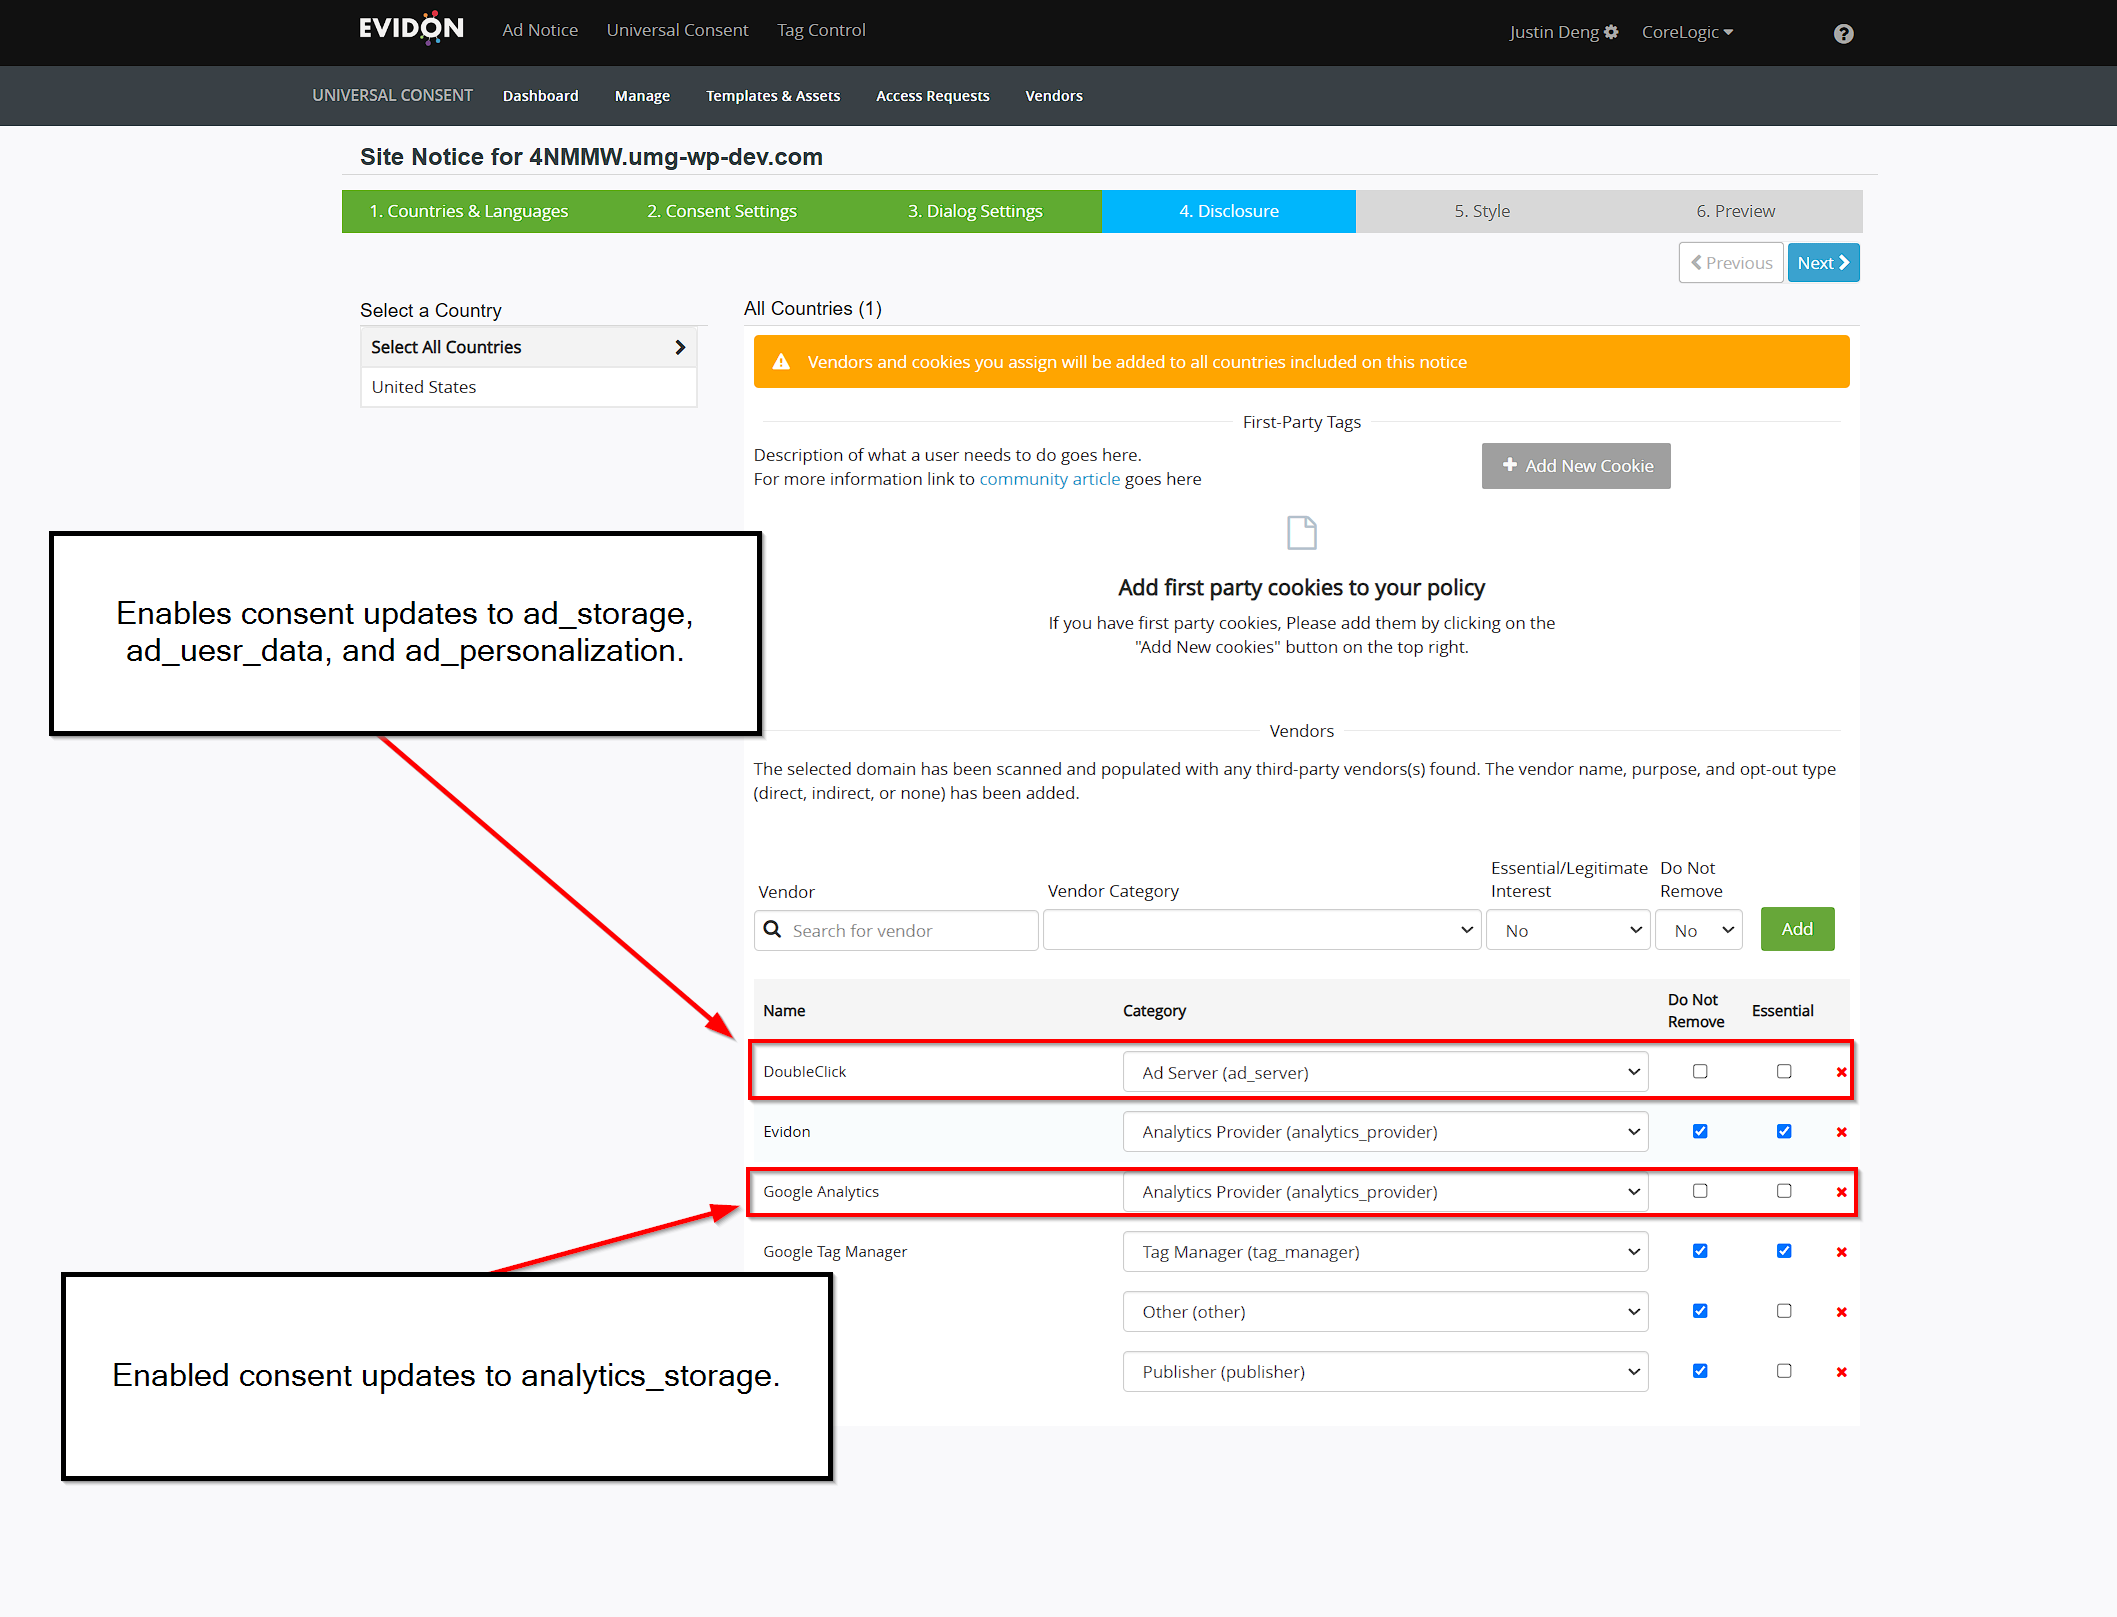 EVIDON
Ad Notice
Universal Consent
Tag Control
Justin Deng
CoreLogic
UNIVERSAL CONSENT
Dashboard
Manage
Templates & Assets
Access Requests
Vendors
Site Notice for 4NMMW.umg-wp-dev.com
1. Countries & Languages
2. Consent Settings
3. Dialog Settings
4. Disclosure
5. Style
6. Preview
Previous
Next
Select a Country
Select All Countries
United States
All Countries (1)
Vendors and cookies you assign will be added to all countries included on this notice
First-Party Tags
Description of what a user needs to do goes here.
For more information link to community article goes here
+ Add New Cookie
Add first party cookies to your policy
If you have first party cookies, Please add them by clicking on the
"Add New cookies" button on the top right.
Enables consent updates to ad_storage,
ad_uesr_data, and ad_personalization.
Vendors
The selected domain has been scanned and populated with any third-party vendors(s) found. The vendor name, purpose, and opt-out type
(direct, indirect, or none) has been added.
Vendor
Vendor Category
Essential/Legitimate
Interest
Do Not
Remove
Search for vendor
No
No
Add
Name
Category
Do Not
Remove
Essential
DoubleClick
Ad Server (ad_server)
Evidon
Analytics Provider (analytics_provider)
Google Analytics
Analytics Provider (analytics_provider)
Google Tag Manager
Tag Manager (tag_manager)
Other (other)
Publisher (publisher)
Enabled consent updates to analytics_storage.